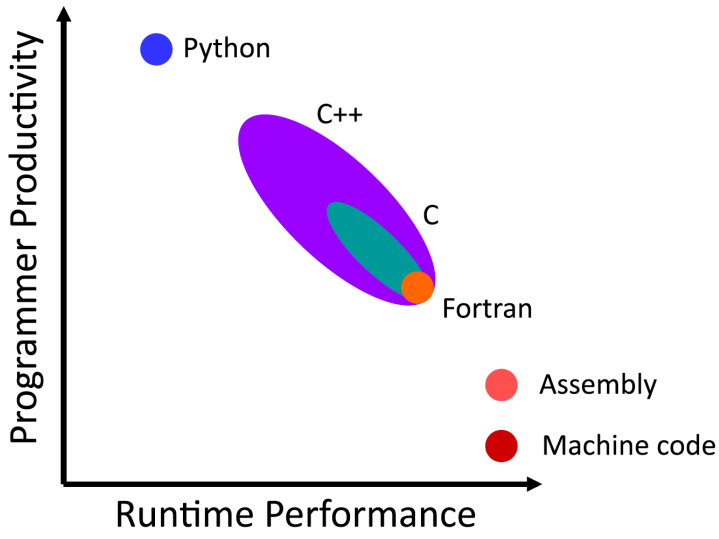 Programmer Productivity
Python
C++
C
Fortran
Assembly
Machine code
Runtime Performance